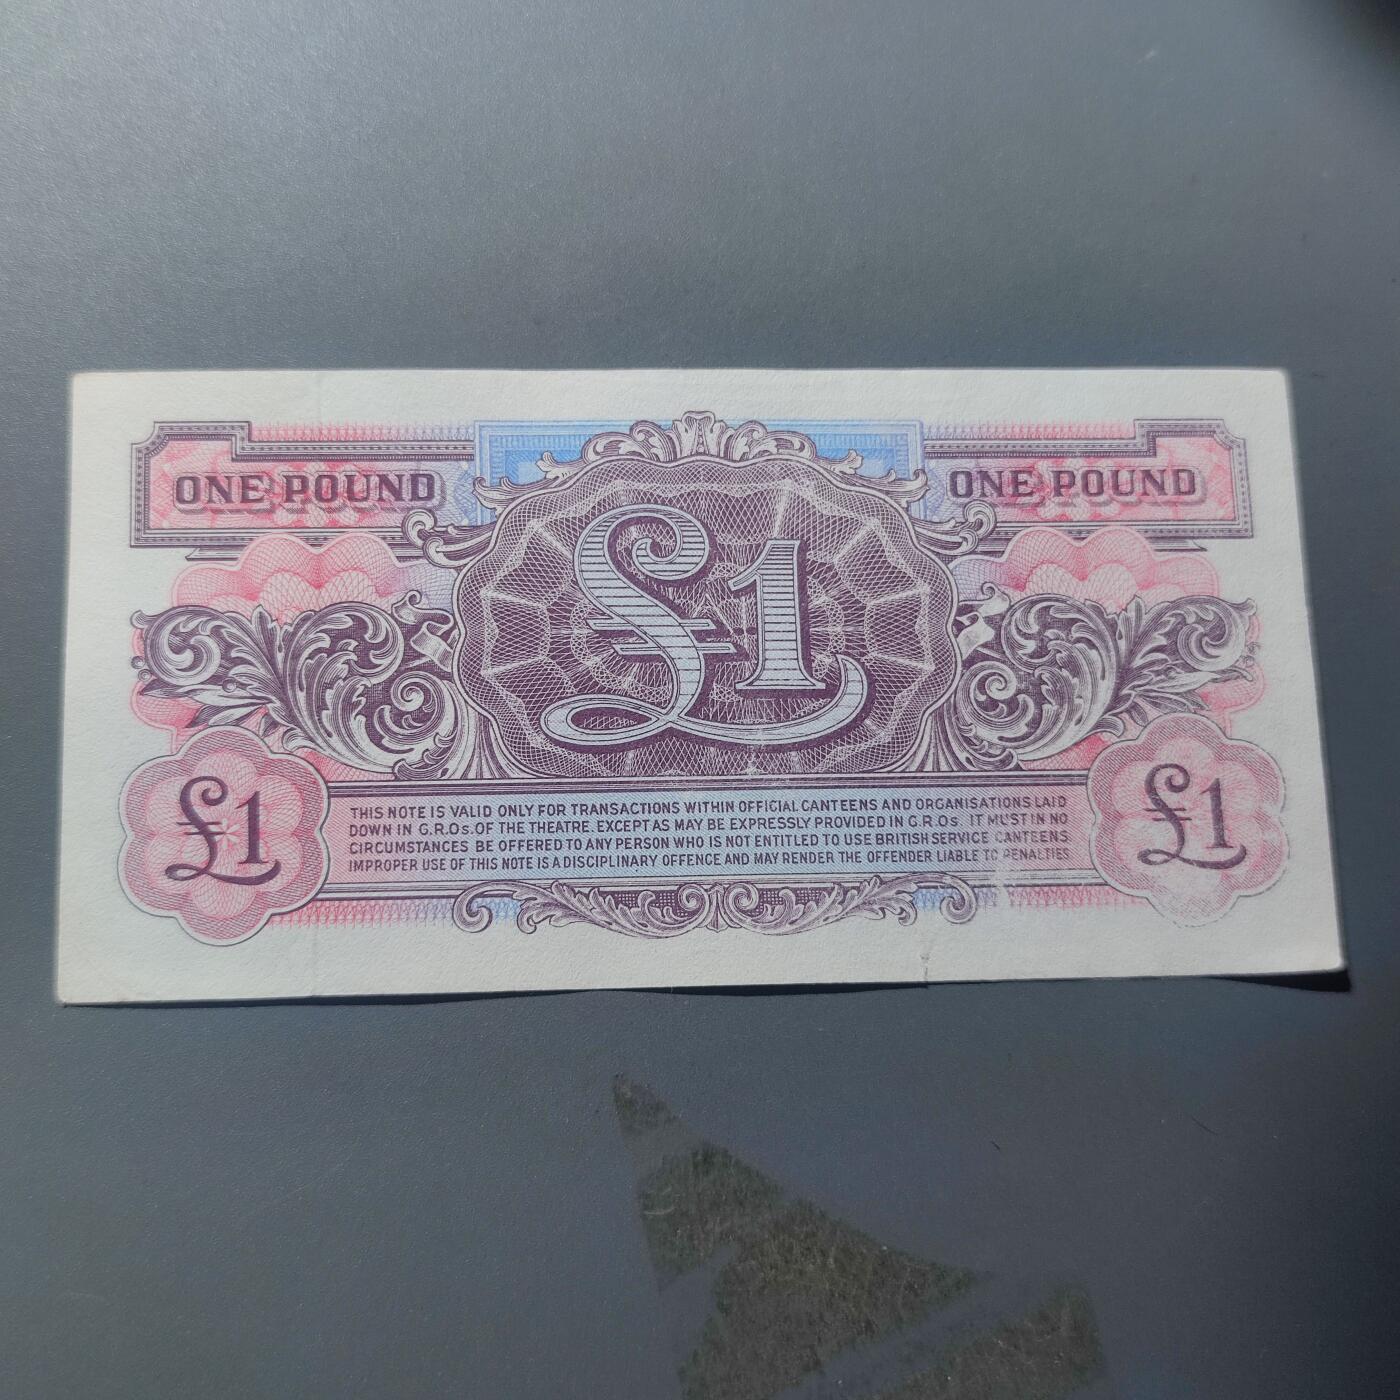 ONE POUND
ONE POUND
£1
£1
£1
THIS NOTE IS VALID ONLY FOR TRANSACTIONS WITHIN OFFICIAL CANTEENS AND ORGANISATIONS LAID
DOWN IN G.R.Os. OF THE THEATRE. EXCEPT AS MAY BE EXPRESSLY PROVIDED IN G.R.Os. IT MUST IN NO
CIRCUMSTANCES BE OFFERED TO ANY PERSON WHO IS NOT ENTITLED TO USE BRITISH SERVICE CANTEENS
IMPROPER USE OF THIS NOTE IS A DISCIPLINARY OFFENCE AND MAY RENDER THE OFFENDER LIABLE TO PENALTIES